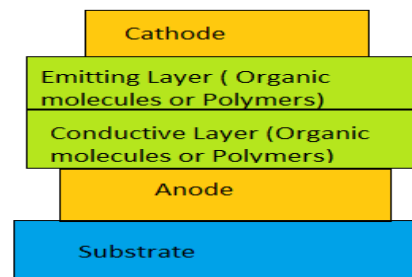 Cathode
Emitting Layer ( Organic
molecules or Polymers)
Conductive Layer (Organic
molecules or Polymers)
Anode
Substrate